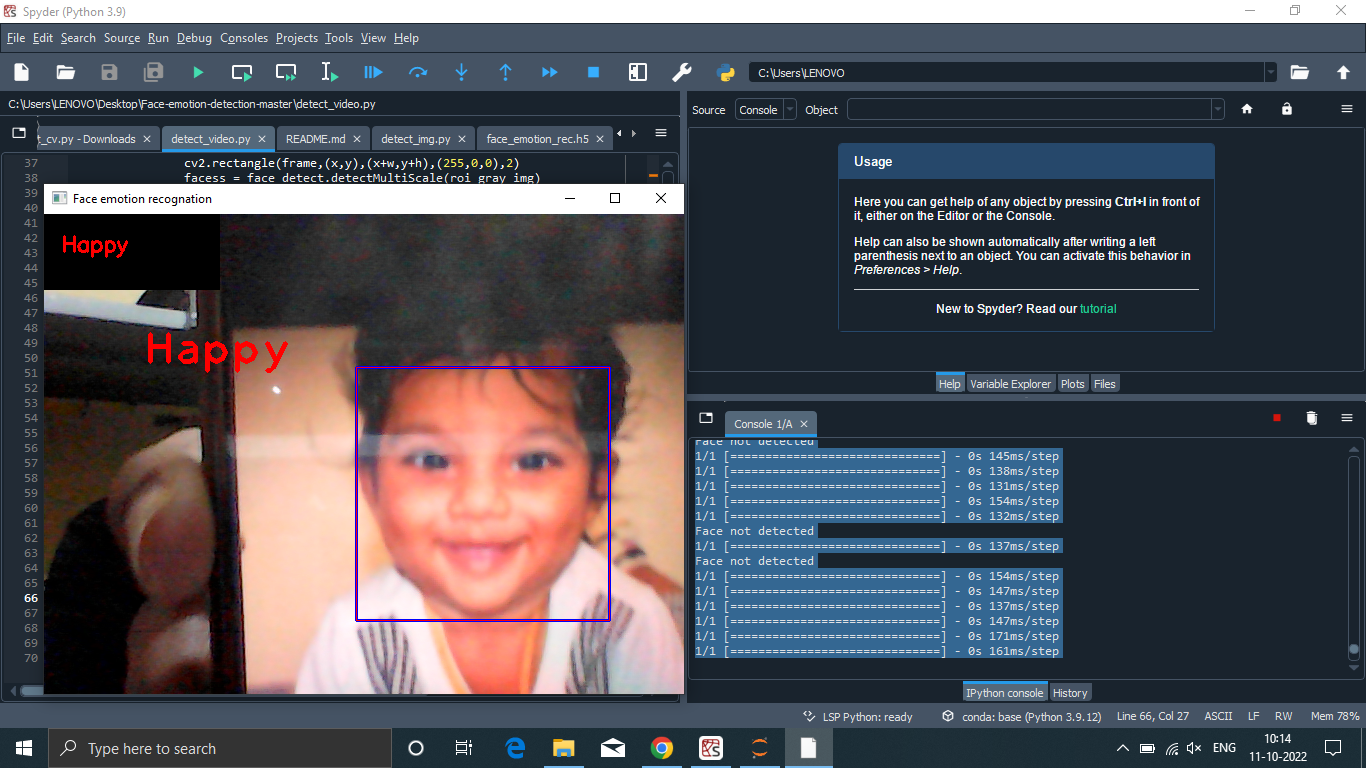 Spyder (Python 3.9)
File Edit Search Source Run Debug Consoles Projects Tools View Help
C:\Users\LENOVO
C:\Users\LENOVO\Desktop\Face-emotion-detection-master\detect_video.py
t_cv.py - Downloads detect_video.py README.md detect_img.py face_emotion_rec.h5
37 cv2.rectangle(frame,(x,y),(x+w,y+h),(255,0,0),2)
38 facess = face_detect.detectMultiScale(roi_gray_img)
39
40
41
42
43
44
45
46
47
48
49
50
51
52
53
54
55
56
57
58
59
60
61
62
63
64
65
66
67
68
69
70
Face emotion recognation
Happy
Happy
Source Console Object
Usage
Here you can get help of any object by pressing Ctrl+I in front of
it, either on the Editor or the Console.
Help can also be shown automatically after writing a left
parenthesis next to an object. You can activate this behavior in
Preferences > Help.
New to Spyder? Read our tutorial
Help Variable Explorer Plots Files
Console 1/A
Face not detected
1/1 [==============================] - 0s 145ms/step
1/1 [==============================] - 0s 138ms/step
1/1 [==============================] - 0s 131ms/step
1/1 [==============================] - 0s 154ms/step
1/1 [==============================] - 0s 132ms/step
Face not detected
1/1 [==============================] - 0s 137ms/step
Face not detected
1/1 [==============================] - 0s 154ms/step
1/1 [==============================] - 0s 147ms/step
1/1 [==============================] - 0s 137ms/step
1/1 [==============================] - 0s 147ms/step
1/1 [==============================] - 0s 171ms/step
1/1 [==============================] - 0s 161ms/step
IPython console History
LSP Python: ready conda: base (Python 3.9.12) Line 66, Col 27 ASCII LF RW Mem 78%
Type here to search
ENG
10:14
11-10-2022